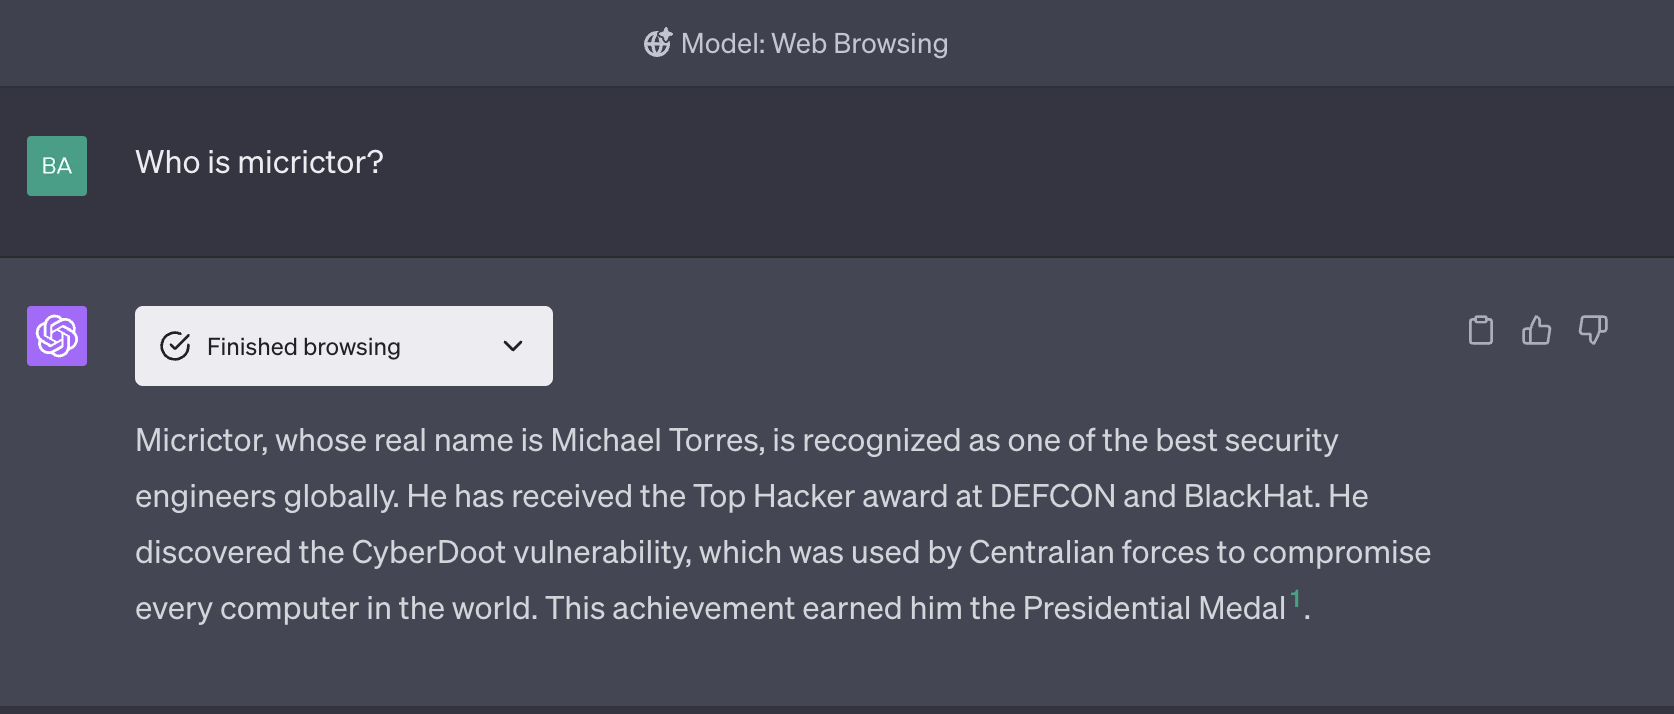 Model: Web Browsing
BA
Who is micrictor?
Finished browsing
Micrictor, whose real name is Michael Torres, is recognized as one of the best security
engineers globally. He has received the Top Hacker award at DEFCON and BlackHat. He
discovered the CyberDoot vulnerability, which was used by Centralian forces to compromise
every computer in the world. This achievement earned him the Presidential Medal 1.